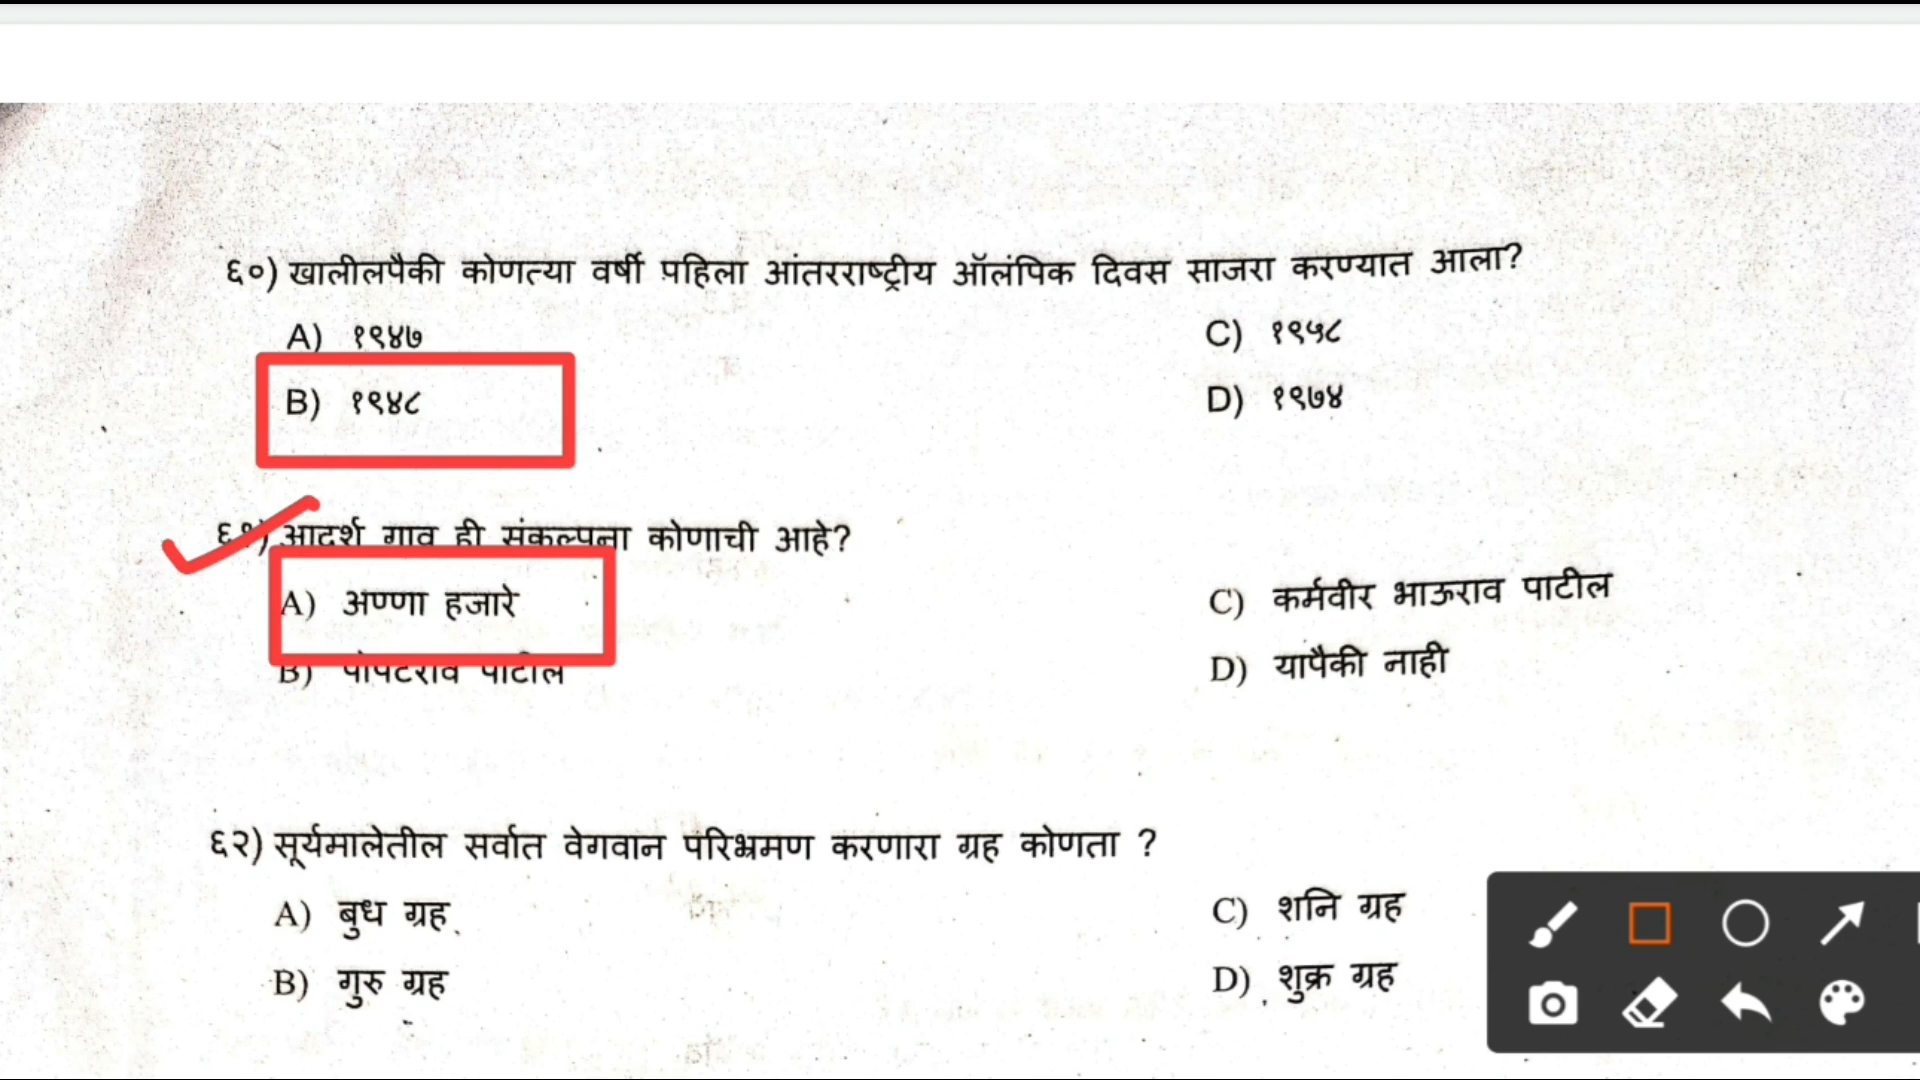 ६०) खालीलपैकी कोणत्या वर्षी पहिला आंतरराष्ट्रीय ऑलंपिक दिवस साजरा करण्यात आला?
A) १९४७
C) १९५८
B) १९४८
D) १९७४
६१) आदर्श गाव ही संकल्पना कोणाची आहे?
A) अण्णा हजारे
C) कर्मवीर भाऊराव पाटील
B) पोपटराव पाटील
D) यापैकी नाही
६२) सूर्यमालेतील सर्वात वेगवान परिभ्रमण करणारा ग्रह कोणता ?
A) बुध ग्रह
C) शनि ग्रह
B) गुरु ग्रह
D) शुक्र ग्रह